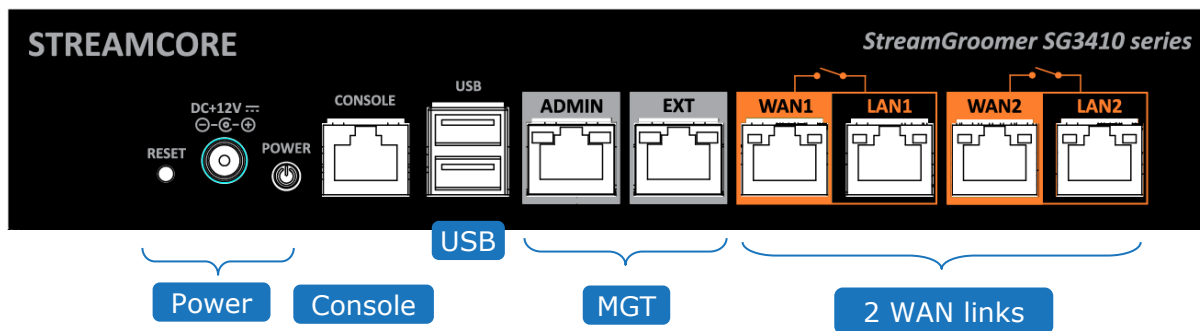 STREAMCORE
StreamGroomer SG3410 series
DC+12V
RESET
POWER
CONSOLE
USB
ADMIN
EXT
WAN1
LAN1
WAN2
LAN2
Power
Console
USB
MGT
2 WAN links